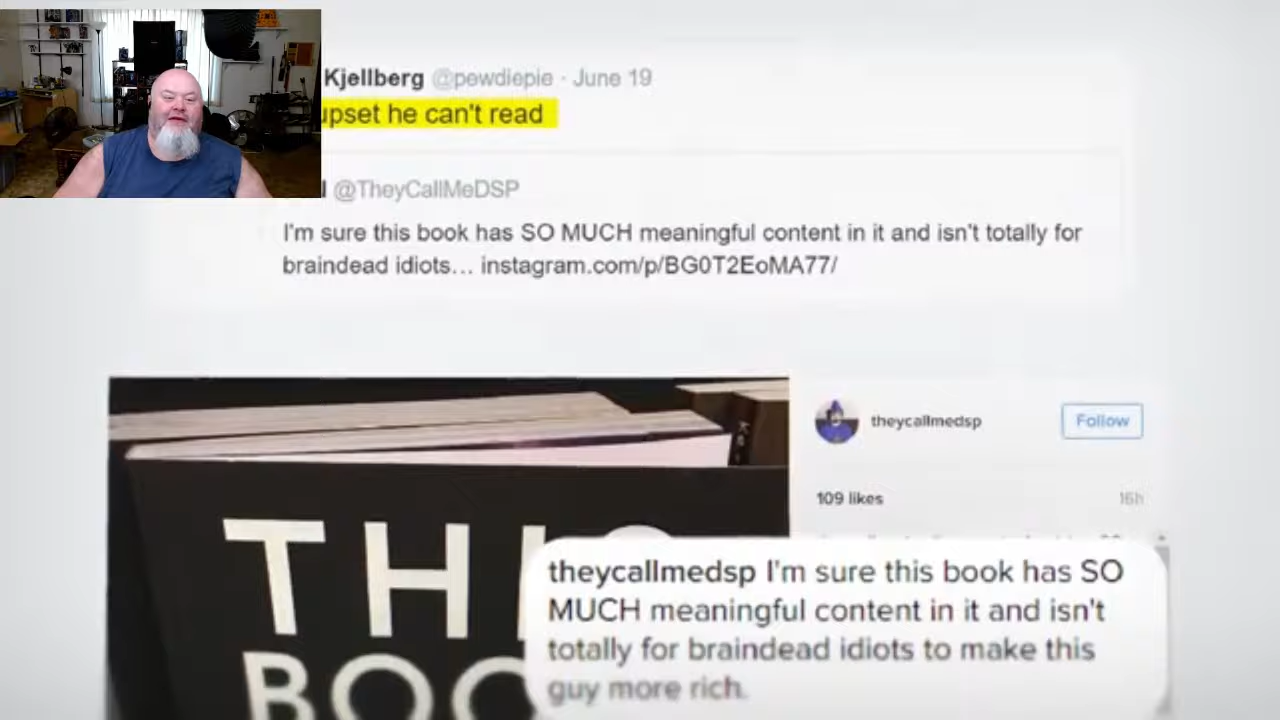 Kjellberg @pewdiepie · June 19
upset he can't read
@TheyCallMeDSP
I'm sure this book has SO MUCH meaningful content in it and isn't totally for
braindead idiots... instagram.com/p/BG0T2EoMA77/
theycallmedsp
Follow
109 likes
16h
THI
BOO
theycallmedsp I'm sure this book has SO
MUCH meaningful content in it and isn't
totally for braindead idiots to make this
guy more rich.